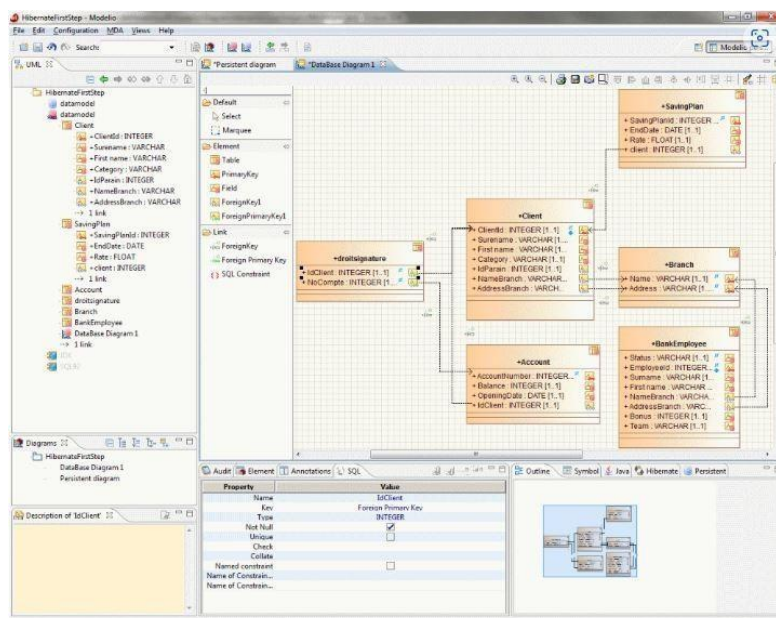 HibernateFirstStep - Modelio
File Edit Configuration MDA Views Help
Search:
Modelio
UML
HibernateFirstStep
datamodel
datamodel
Client
+ClientId : INTEGER
+Surename : VARCHAR
+First name : VARCHAR
+Category : VARCHAR
+IdParain : INTEGER
+NameBranch : VARCHAR
+AddressBranch : VARCHAR
1 link
SavingPlan
+SavingPlanId : INTEGER
+EndDate : DATE
+Rate : FLOAT
+client : INTEGER
1 link
Account
droitsignature
Branch
BankEmployee
DataBase Diagram 1
1 link
Diagrams
HibernateFirstStep
DataBase Diagram 1
Persistent diagram
Description of 'IdClient'
*Persistent diagram
*DataBase Diagram 1
Default
Select
Marquee
Element
Table
PrimaryKey
Field
ForeignKey1
ForeignPrimaryKey1
Link
ForeignKey
Foreign Primary Key
{} SQL Constraint
+SavingPlan
+ SavingPlanId : INTEGER ...
+ EndDate : DATE [1..1]
+ Rate : FLOAT [1..1]
+ client : INTEGER [1..1]
+Client
+ ClientId : INTEGER [1..1]
+ Surename : VARCHAR [1...
+ First name : VARCHAR [1...
+ Category : VARCHAR [1...
+ IdParain : INTEGER [1..1]
+ NameBranch : VARCHAR...
+ AddressBranch : VARCH...
+droitsignature
+ IdClient : INTEGER [1..1]
+ NoCompte : INTEGER [1...
+Branch
+ Name : VARCHAR [1..1]
+ Address : VARCHAR [1...
+Account
+ AccountNumber : INTEGER...
+ Balance : INTEGER [1..1]
+ OpeningDate : DATE [1..1]
+ IdClient : INTEGER [1..1]
+BankEmployee
+ Status : VARCHAR [1..1]
+ EmployeeId : INTEGER [1...
+ Surname : VARCHAR [1...
+ First name : VARCHAR...
+ NameBranch : VARCHA...
+ AddressBranch : VARC...
+ Bonus : INTEGER [1..1]
+ Team : VARCHAR [1..1]
Audit Element Annotations SQL
Property Value
Name IdClient
Key Foreign Primary Key
Type INTEGER
Not Null
Unique
Check
Collate
Named constraint
Name of Constrain...
Name of Constrain...
Outline Symbol Java Hibernate Persistent